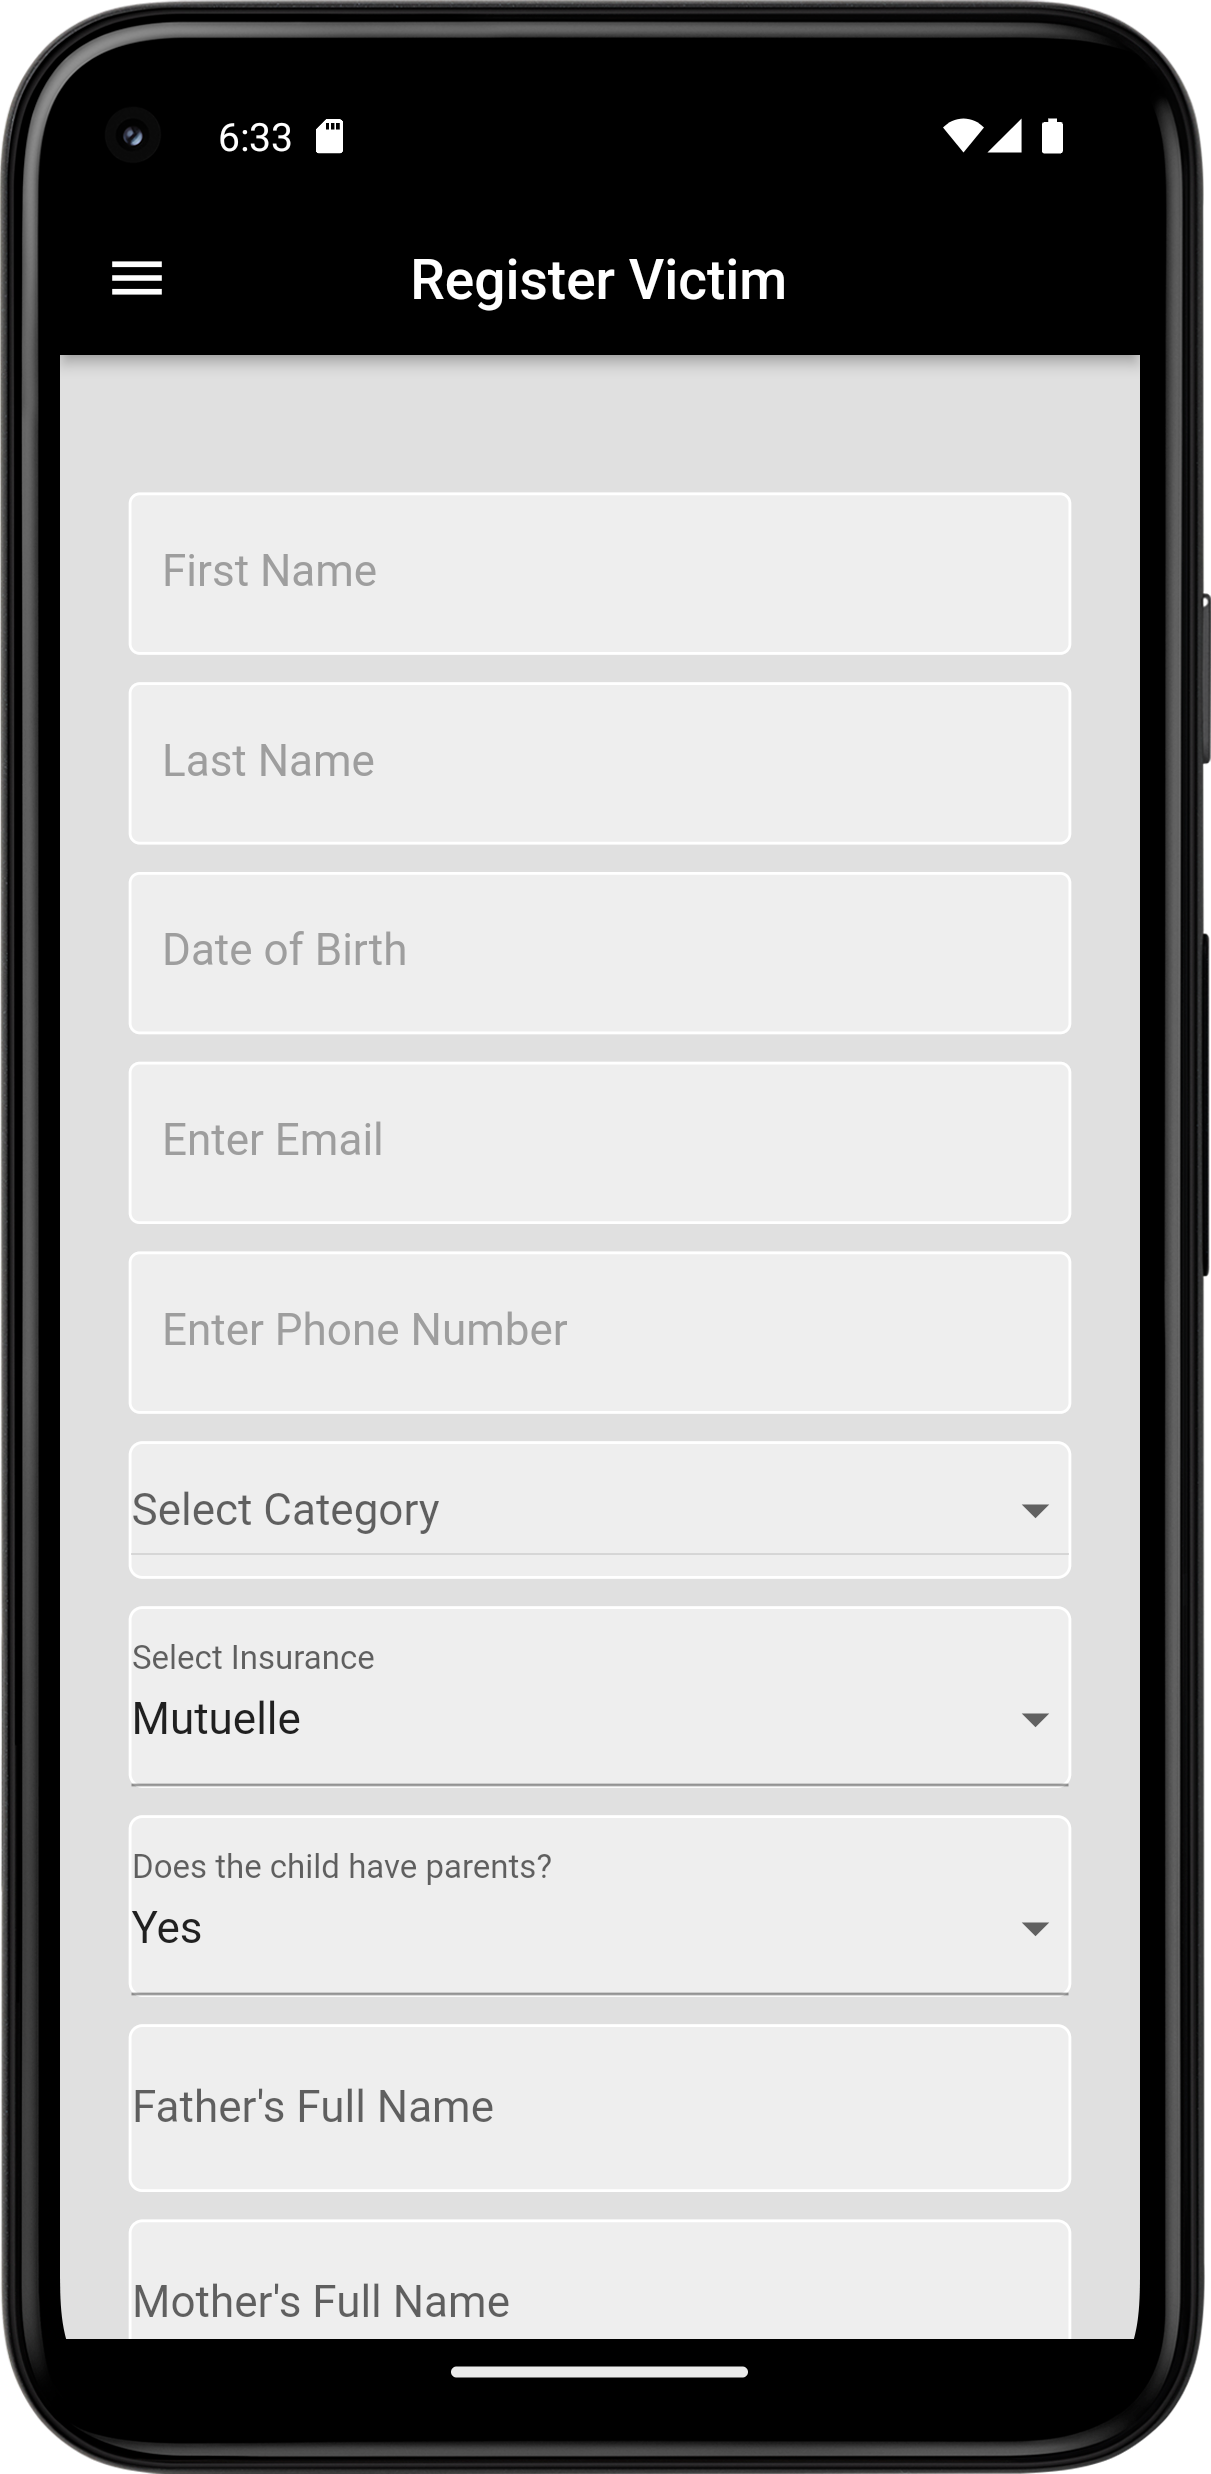 6:33
Register Victim
First Name
Last Name
Date of Birth
Enter Email
Enter Phone Number
Select Category
Select Insurance
Mutuelle
Does the child have parents?
Yes
Father's Full Name
Mother's Full Name